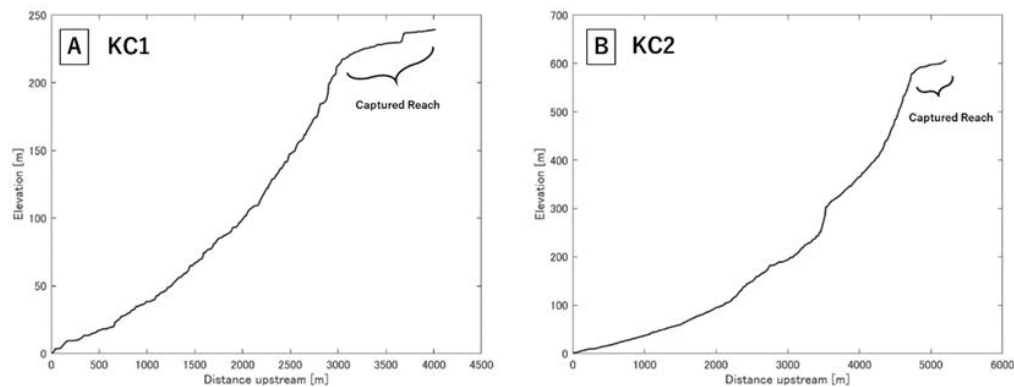 A KC1
250
200
150
100
50
0
Captured Reach
Elevation [m]
0 500 1000 1500 2000 2500 3000 3500 4000 4500
Distance upstream [m]
B KC2
700
600
500
400
300
200
100
0
Captured Reach
Elevation [m]
0 1000 2000 3000 4000 5000 6000
Distance upstream [m]